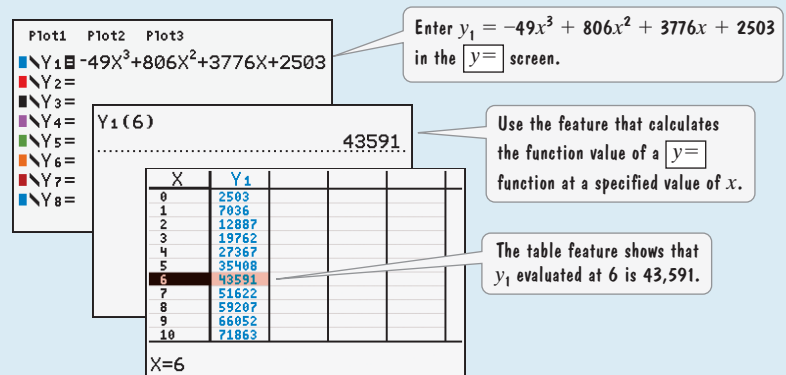 Plot1 Plot2 Plot3
\Y₁=-49X³+806X²+3776X+2503
\Y₂=
\Y₃=
\Y₄=
\Y₅=
\Y₆=
\Y₇=
\Y₈=
Enter y₁ = −49x³ + 806x² + 3776x + 2503
in the y= screen.
Y₁(6)
43591
Use the feature that calculates
the function value of a y=
function at a specified value of x.
X Y₁
0 2503
1 7036
2 12887
3 19762
4 27367
5 35408
6 43591
7 51622
8 59207
9 66052
10 71863
X=6
The table feature shows that
y₁ evaluated at 6 is 43,591.